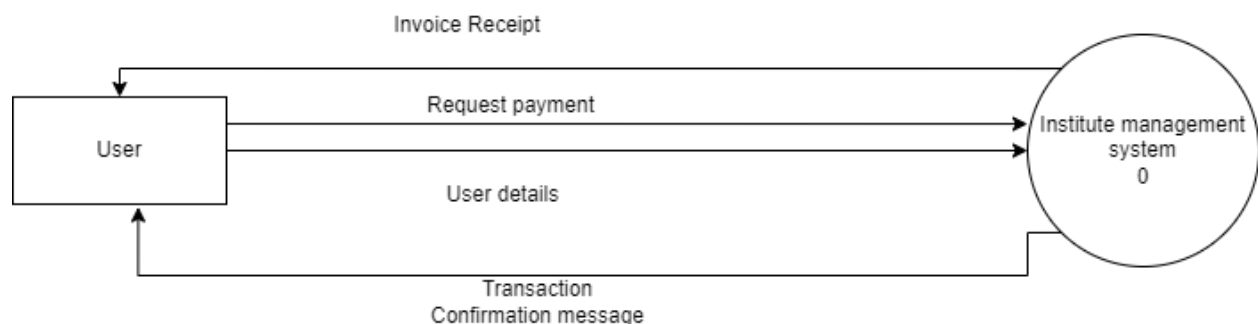 Invoice Receipt
Request payment
User
Institute management
system
0
User details
Transaction
Confirmation message